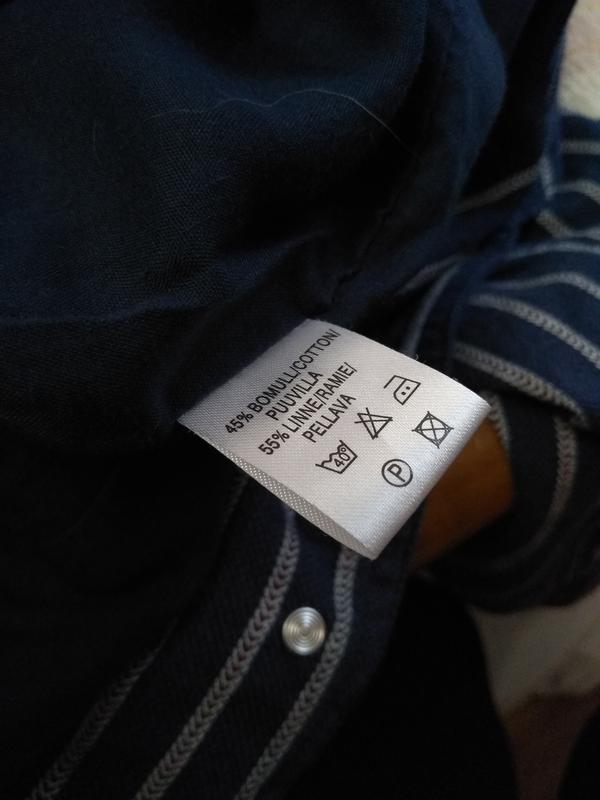 45% BOMULL/COTTON/
PUUVILLA
55% LINNE/RAMIE/
PELLAVA
40°
P